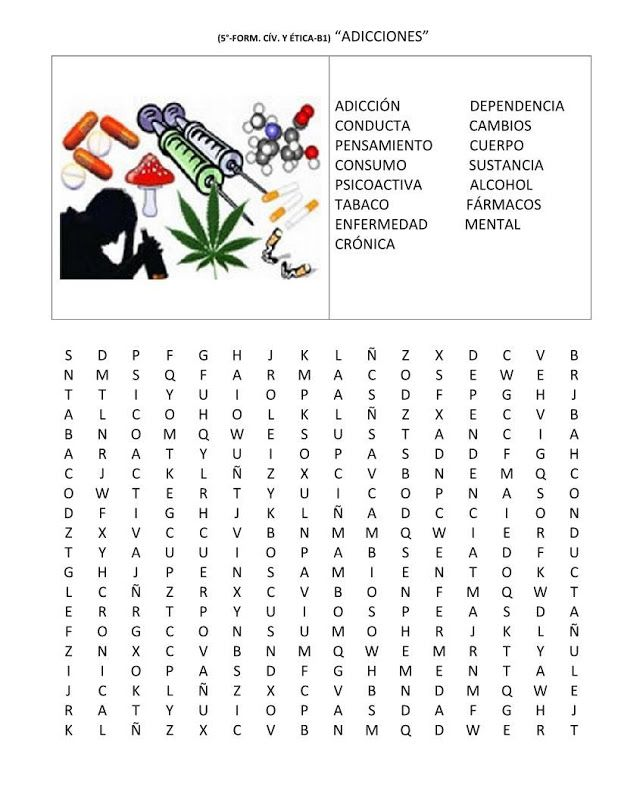 (5°-FORM. CÍV. Y ÉTICA-B1) “ADICCIONES”
ADICCIÓN DEPENDENCIA
CONDUCTA CAMBIOS
PENSAMIENTO CUERPO
CONSUMO SUSTANCIA
PSICOACTIVA ALCOHOL
TABACO FÁRMACOS
ENFERMEDAD MENTAL
CRÓNICA
S D P F G H J K L Ñ Z X D C V B
N M S Q F A R M A C O S E W E R
T T I Y U I O P A S D F P G H J
A L C O H O L K L Ñ Z X E C V B
B N O M Q W E S U S T A N C I A
A R A T Y U I O P A S D D F G H
C J C K L Ñ Z X C V B N E M Q C
O W T E R T Y U I C O P N A S O
D F I G H J K L Ñ A D C C I O N
Z X V C C V B N M M Q W I E R D
T Y A U U I O P A B S E A D F U
G H J P E N S A M I E N T O K C
L C Ñ Z R X C V B O N F M Q W T
E R R T P Y U I O S P E A S D A
F O G C O N S U M O H R J K L Ñ
Z N X C V B N M Q W E M R T Y U
I I O P A S D F G H M E N T A L
J C K L Ñ Z X C V B N D M Q W E
R A T Y U I O P A S D A F G H J
K L Ñ Z X C V B N M Q D W E R T